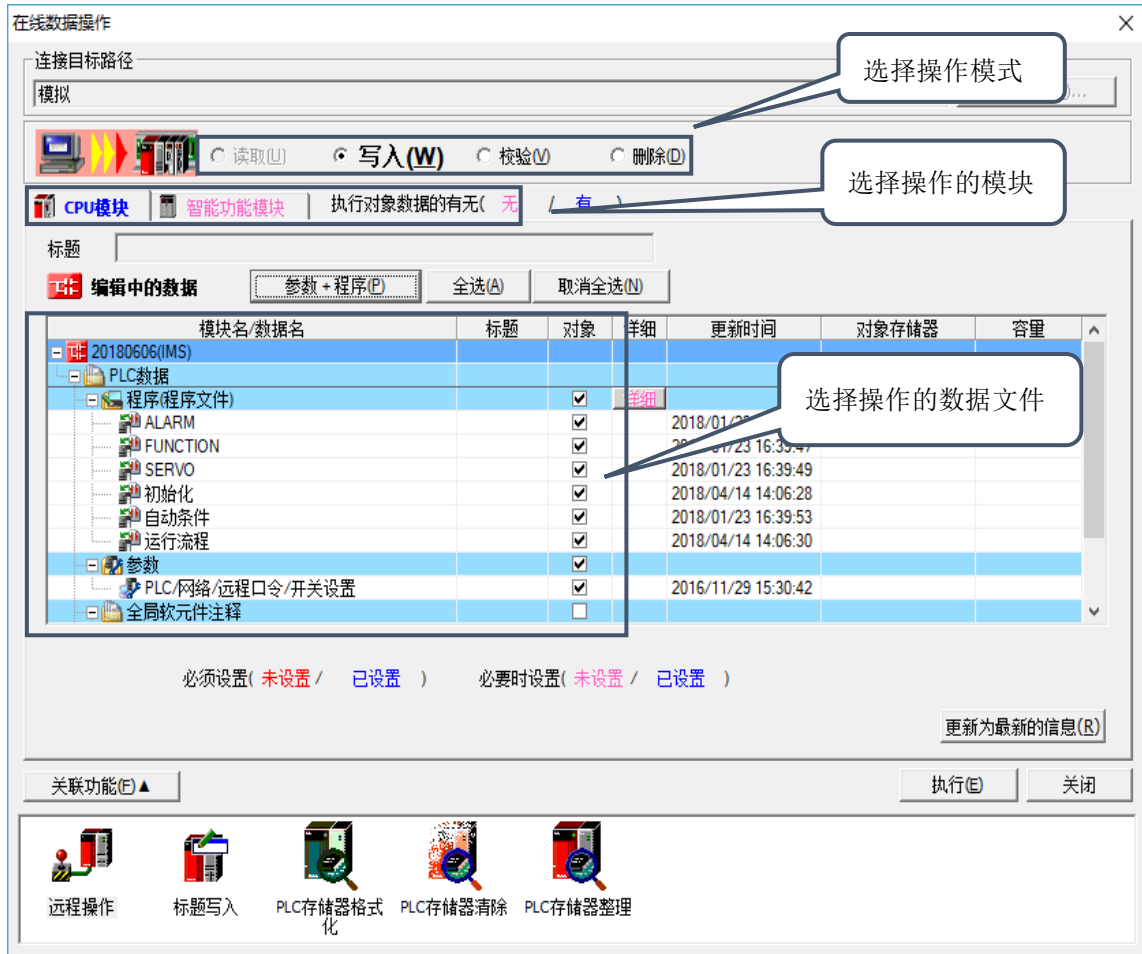 在线数据操作
连接目标路径
选择操作模式
模拟
读取(U) 写入(W) 校验(V) 删除(D)
选择操作的模块
CPU模块 智能功能模块 执行对象数据的有无( 无 / 有 )
标题
编辑中的数据 参数+程序(P) 全选(A) 取消全选(N)
模块名/数据名 标题 对象 详细 更新时间 对象存储器 容量
20180606(IMS)
PLC数据
选择操作的数据文件
程序(程序文件) 详细
ALARM
FUNCTION
SERVO 2018/01/23 16:39:49
初始化 2018/04/14 14:06:28
自动条件 2018/01/23 16:39:53
运行流程 2018/04/14 14:06:30
参数
PLC/网络/远程口令/开关设置 2016/11/29 15:30:42
全局软元件注释
必须设置( 未设置 / 已设置 ) 必要时设置( 未设置 / 已设置 )
更新为最新的信息(R)
关联功能(F)▲ 执行(E) 关闭
远程操作 标题写入 PLC存储器格式化 PLC存储器清除 PLC存储器整理